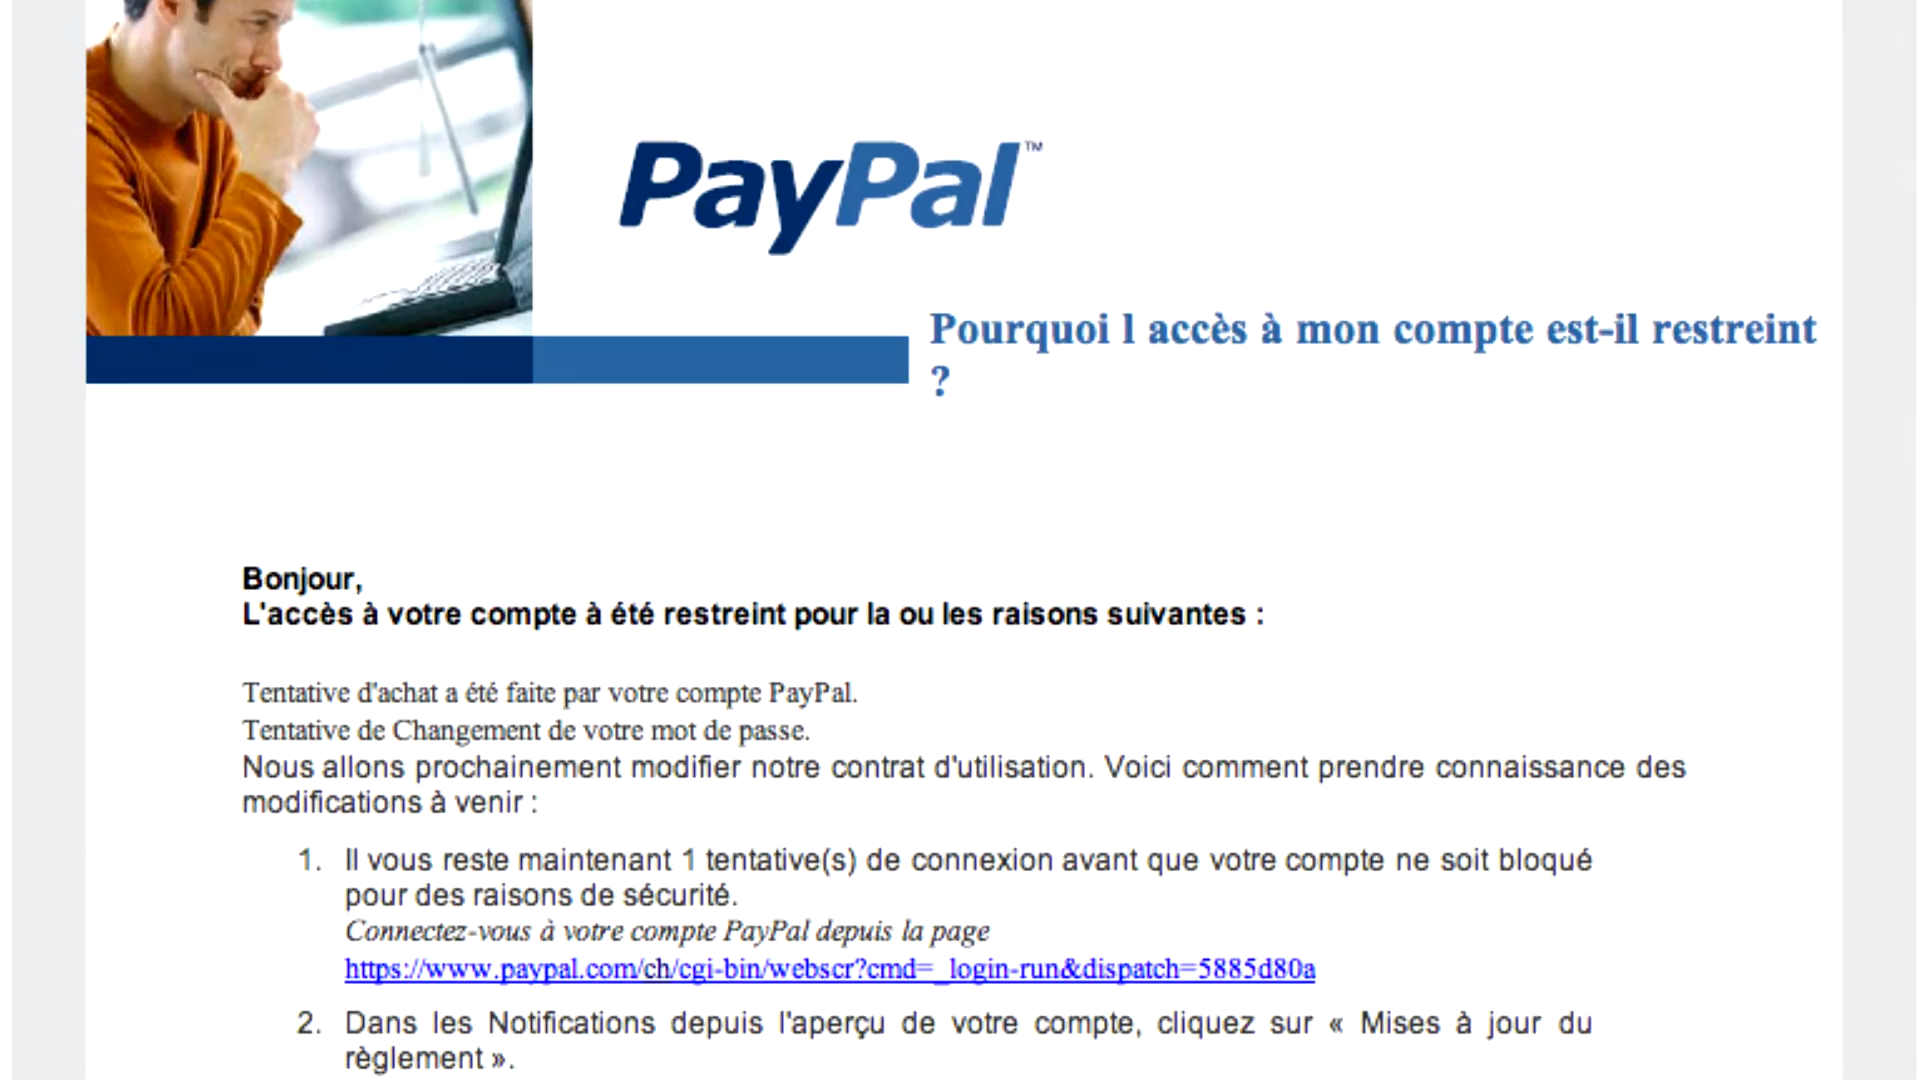 PayPal™
Pourquoi l accès à mon compte est-il restreint
?
Bonjour,
L'accès à votre compte à été restreint pour la ou les raisons suivantes :
Tentative d'achat a été faite par votre compte PayPal.
Tentative de Changement de votre mot de passe.
Nous allons prochainement modifier notre contrat d'utilisation. Voici comment prendre connaissance des
modifications à venir :
1. Il vous reste maintenant 1 tentative(s) de connexion avant que votre compte ne soit bloqué
pour des raisons de sécurité.
Connectez-vous à votre compte PayPal depuis la page
https://www.paypal.com/ch/cgi-bin/webscr?cmd=_login-run&dispatch=5885d80a
2. Dans les Notifications depuis l'aperçu de votre compte, cliquez sur « Mises à jour du
règlement ».